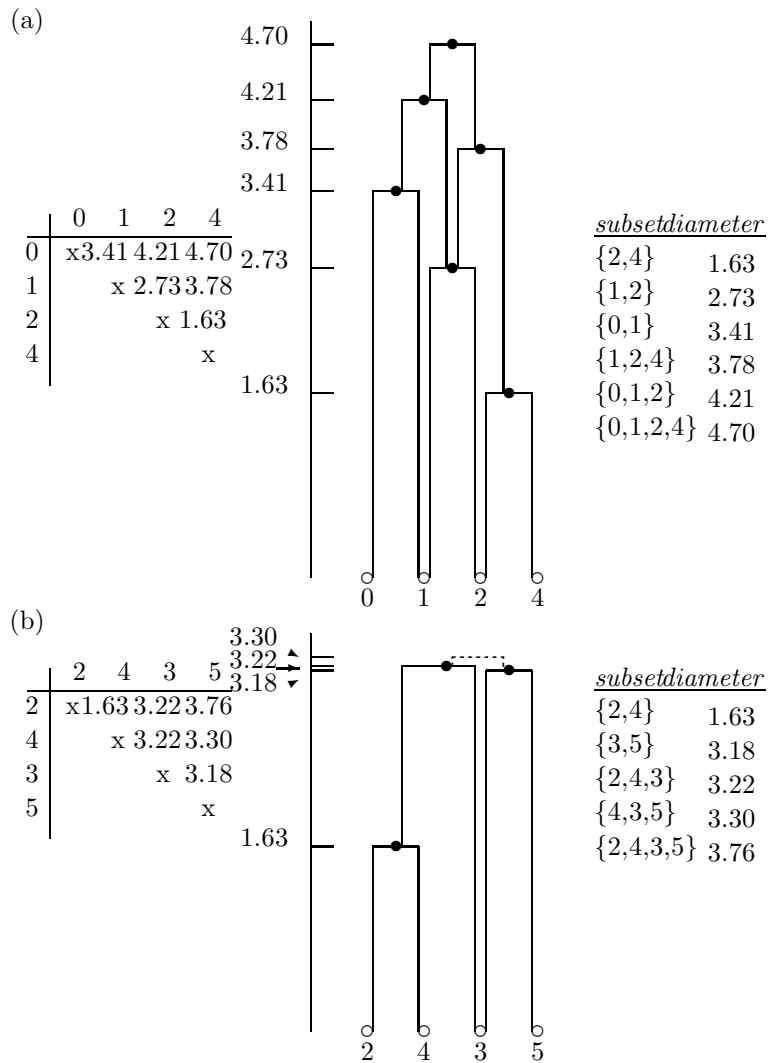 (a)
4.70
4.21
3.78
3.41
2.73
1.63
0 1 2 4
0 x 3.41 4.21 4.70
1 x 2.73 3.78
2 x 1.63
4 x
0 1 2 4
subsetdiameter
{2,4} 1.63
{1,2} 2.73
{0,1} 3.41
{1,2,4} 3.78
{0,1,2} 4.21
{0,1,2,4} 4.70
(b)
3.30
3.22
3.18
1.63
2 4 3 5
2 x 1.63 3.22 3.76
4 x 3.22 3.30
3 x 3.18
5 x
2 4 3 5
subsetdiameter
{2,4} 1.63
{3,5} 3.18
{2,4,3} 3.22
{4,3,5} 3.30
{2,4,3,5} 3.76